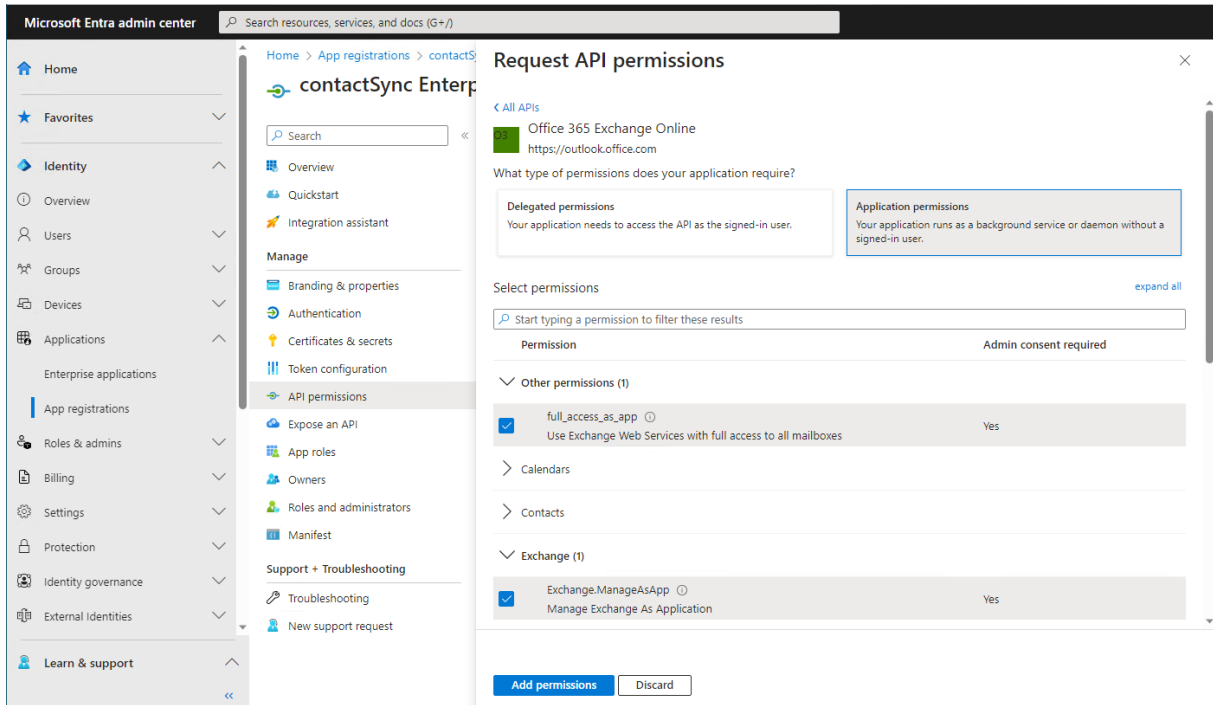 Microsoft Entra admin center
Search resources, services, and docs (G+/)
Home
Favorites
Identity
Overview
Users
Groups
Devices
Applications
Enterprise applications
App registrations
Roles & admins
Billing
Settings
Protection
Identity governance
External Identities
Learn & support
Home > App registrations > contactS
contactSync Enterp
Search
Overview
Quickstart
Integration assistant
Manage
Branding & properties
Authentication
Certificates & secrets
Token configuration
API permissions
Expose an API
App roles
Owners
Roles and administrators
Manifest
Support + Troubleshooting
Troubleshooting
New support request
Request API permissions
All APIs
O3
Office 365 Exchange Online
https://outlook.office.com
What type of permissions does your application require?
Delegated permissions
Your application needs to access the API as the signed-in user.
Application permissions
Your application runs as a background service or daemon without a
signed-in user.
Select permissions
expand all
Start typing a permission to filter these results
Permission
Admin consent required
Other permissions (1)
full_access_as_app
Use Exchange Web Services with full access to all mailboxes
Yes
Calendars
Contacts
Exchange (1)
Exchange.ManageAsApp
Manage Exchange As Application
Yes
Add permissions
Discard